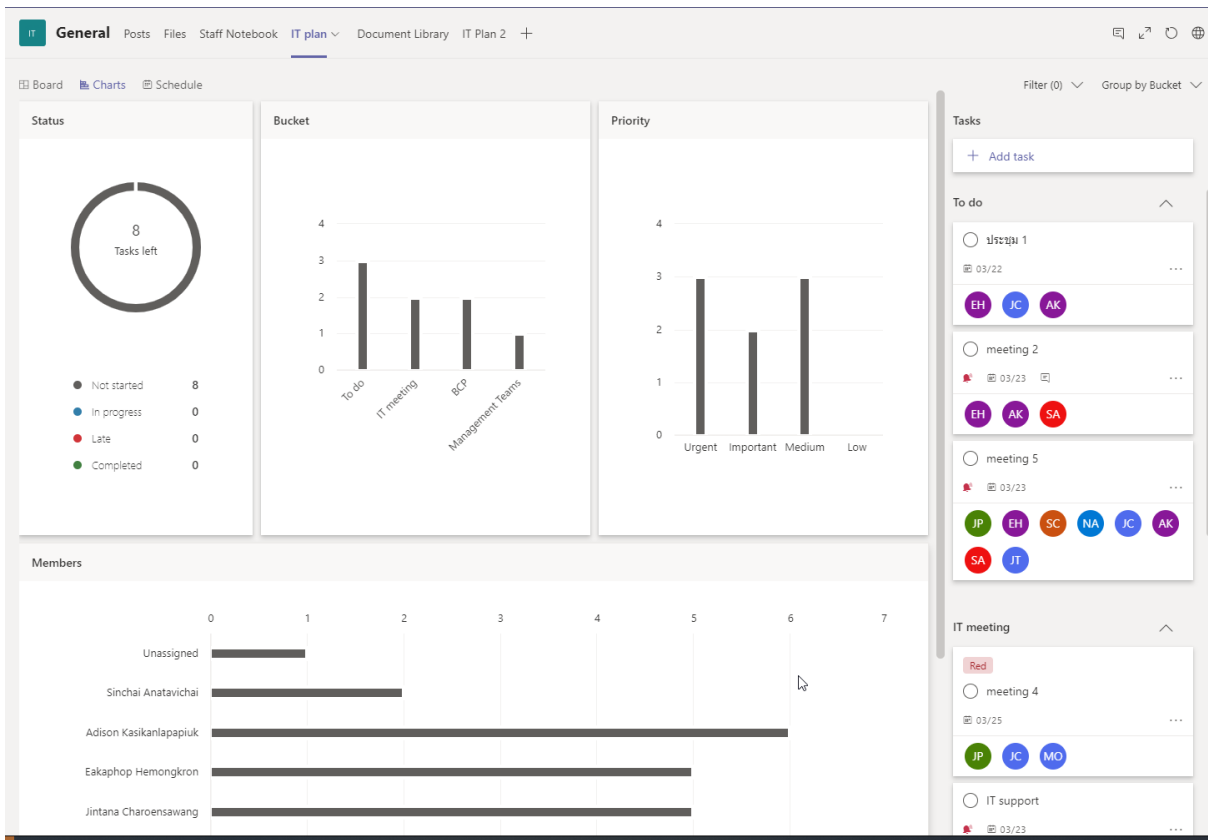 IT General Posts Files Staff Notebook IT plan Document Library IT Plan 2
Board Charts Schedule Filter (0) Group by Bucket
Status
8
Tasks left
Not started 8
In progress 0
Late 0
Completed 0
Bucket
4
3
2
1
0
To do IT meeting BCP Management Teams
Priority
4
3
2
1
0
Urgent Important Medium Low
Members
0 1 2 3 4 5 6 7
Unassigned
Sinchai Anatavichai
Adison Kasikanlapapiuk
Eakaphop Hemongkron
Jintana Charoensawang
Tasks
+ Add task
To do
ประชุม 1
03/22
EH JC AK
meeting 2
03/23
EH AK SA
meeting 5
03/23
JP EH SC NA JC AK
SA JT
IT meeting
Red
meeting 4
03/25
JP JC MO
IT support
03/23